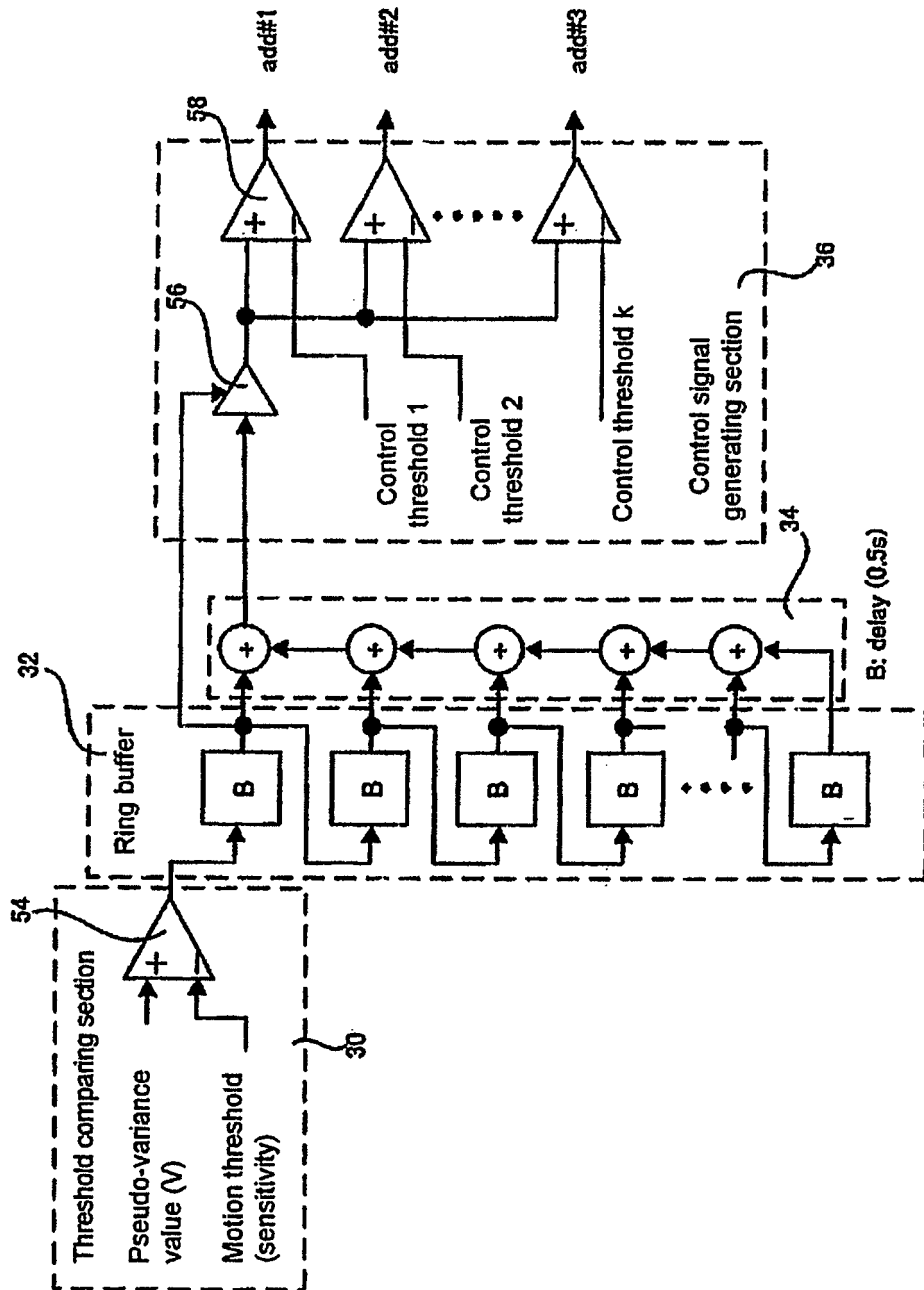 Threshold comparing section
54
Pseudo-variance
value (V)
+
−
Motion threshold
(sensitivity)
30
32
Ring buffer
B
B
B
B
B
+
+
+
+
+
34
B: delay (0.5s)
56
58
+
−
+
−
+
−
Control
threshold 1
Control
threshold 2
Control threshold k
Control signal
generating section
36
add#1
add#2
add#3